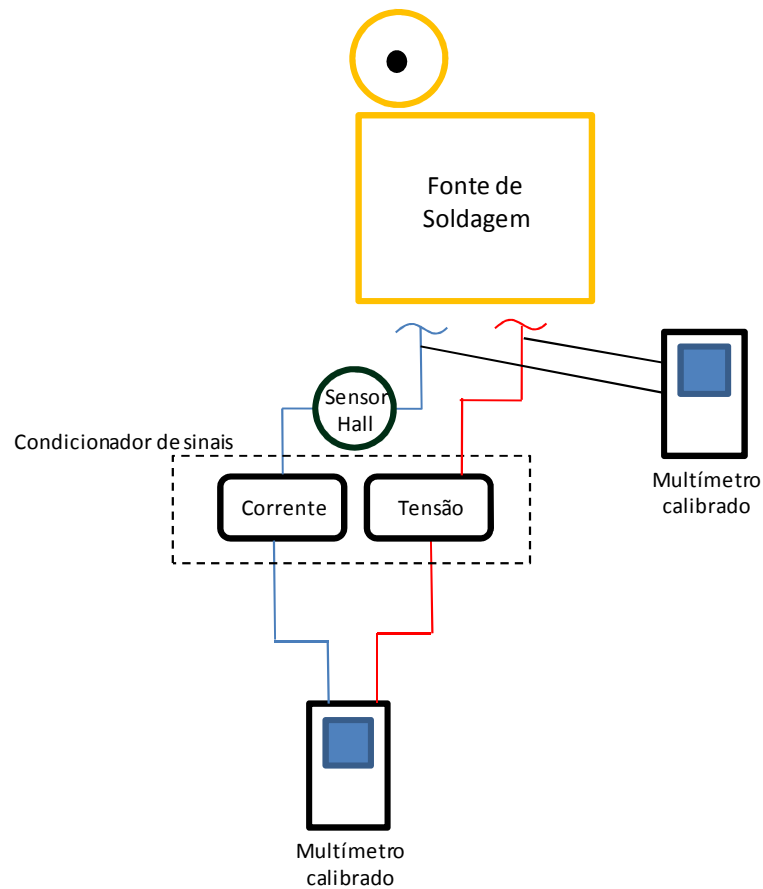 Fonte de
Soldagem
Sensor
Hall
Condicionador de sinais
Corrente
Tensão
Multímetro
calibrado
Multímetro
calibrado